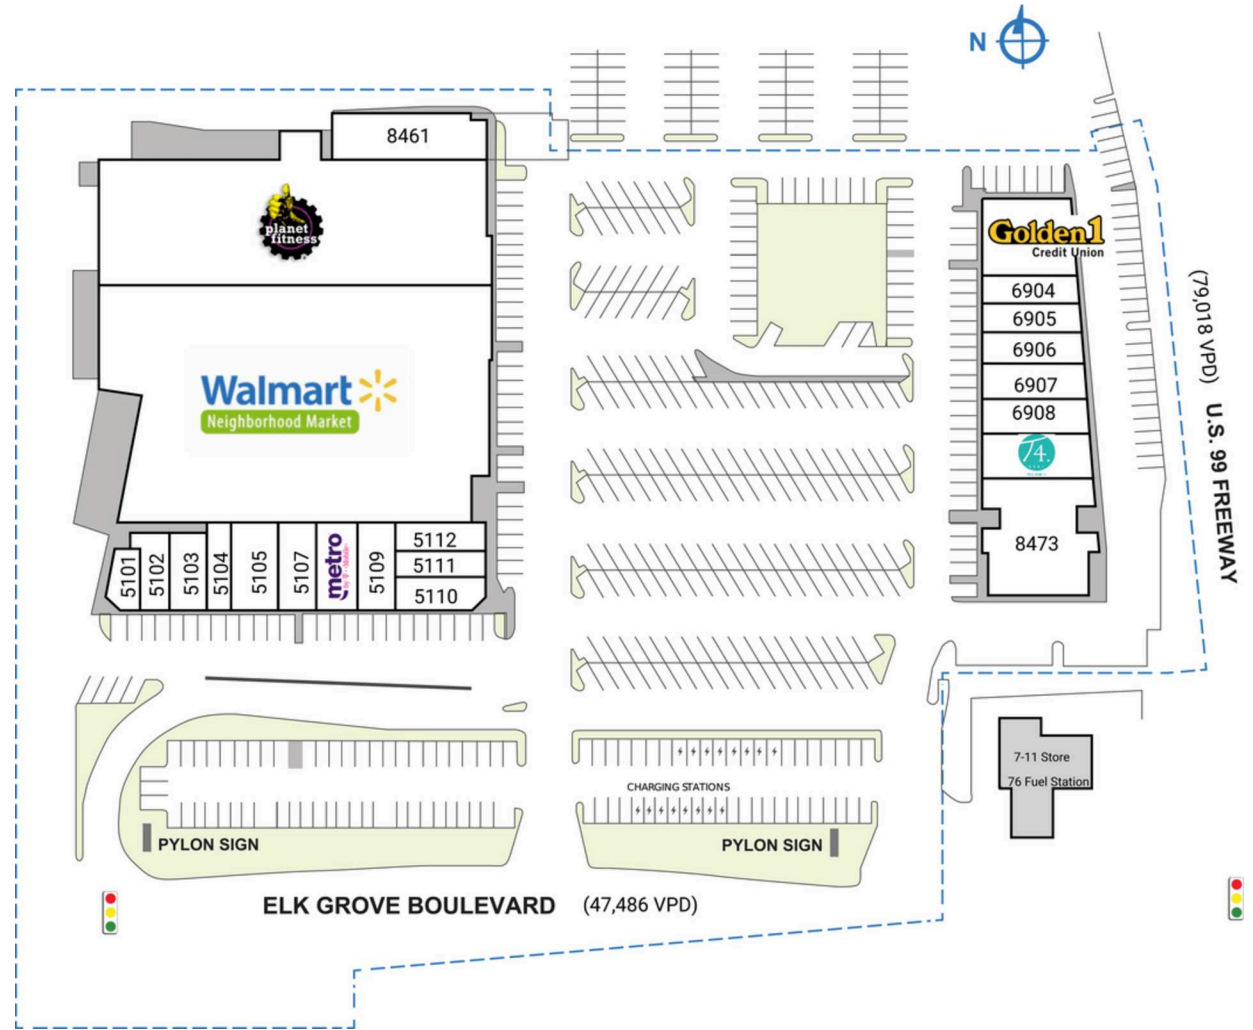 N
8461
planet
fitness
Golden1
Credit Union
6904
6905
6906
6907
6908
T4.
8473
Walmart
Neighborhood Market
5101
5102
5103
5104
5105
5107
metro
5109
5112
5111
5110
(79,018 VPD) U.S. 99 FREEWAY
7-11 Store
76 Fuel Station
CHARGING STATIONS
PYLON SIGN
PYLON SIGN
ELK GROVE BOULEVARD (47,486 VPD)